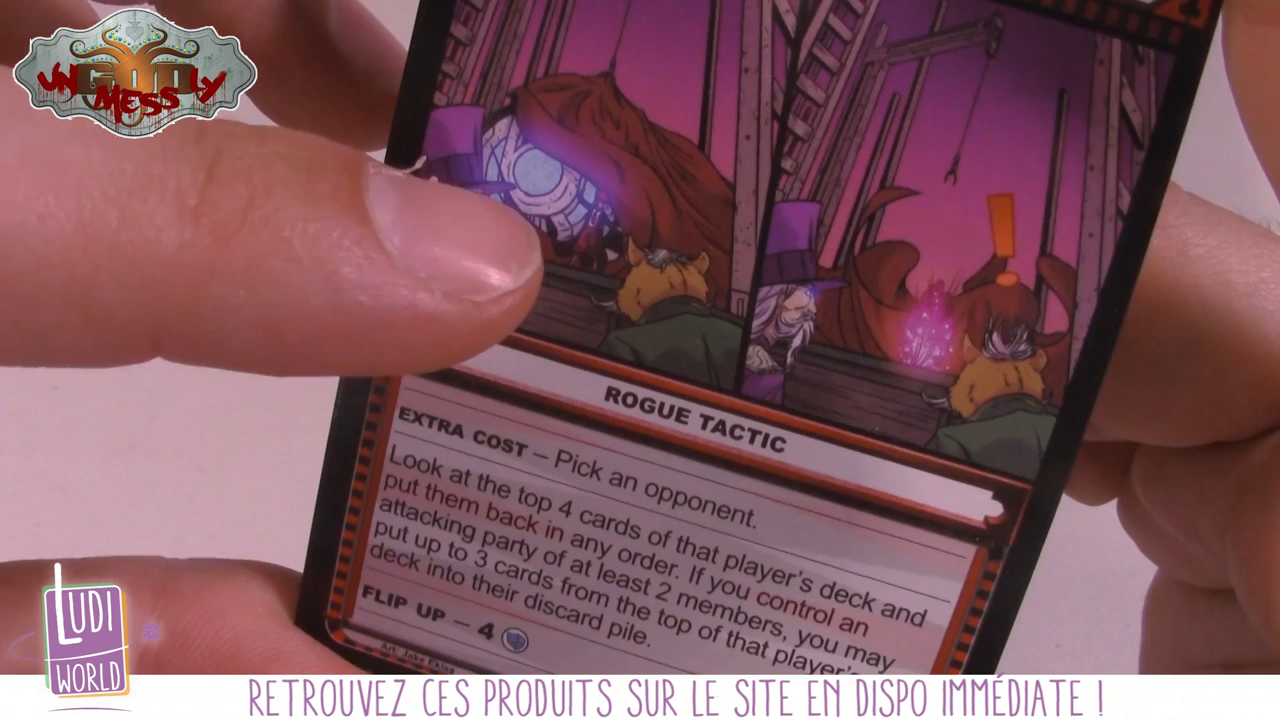 UNGODLY
MESS
ROGUE TACTIC
EXTRA COST – Pick an opponent.
Look at the top 4 cards of that player's deck and
put them back in any order. If you control an
attacking party of at least 2 members, you may
put up to 3 cards from the top of that player's
deck into their discard pile.
FLIP UP – 4
Art: Jake Ekiss
LUDI
WORLD
RETROUVEZ CES PRODUITS SUR LE SITE EN DISPO IMMÉDIATE !